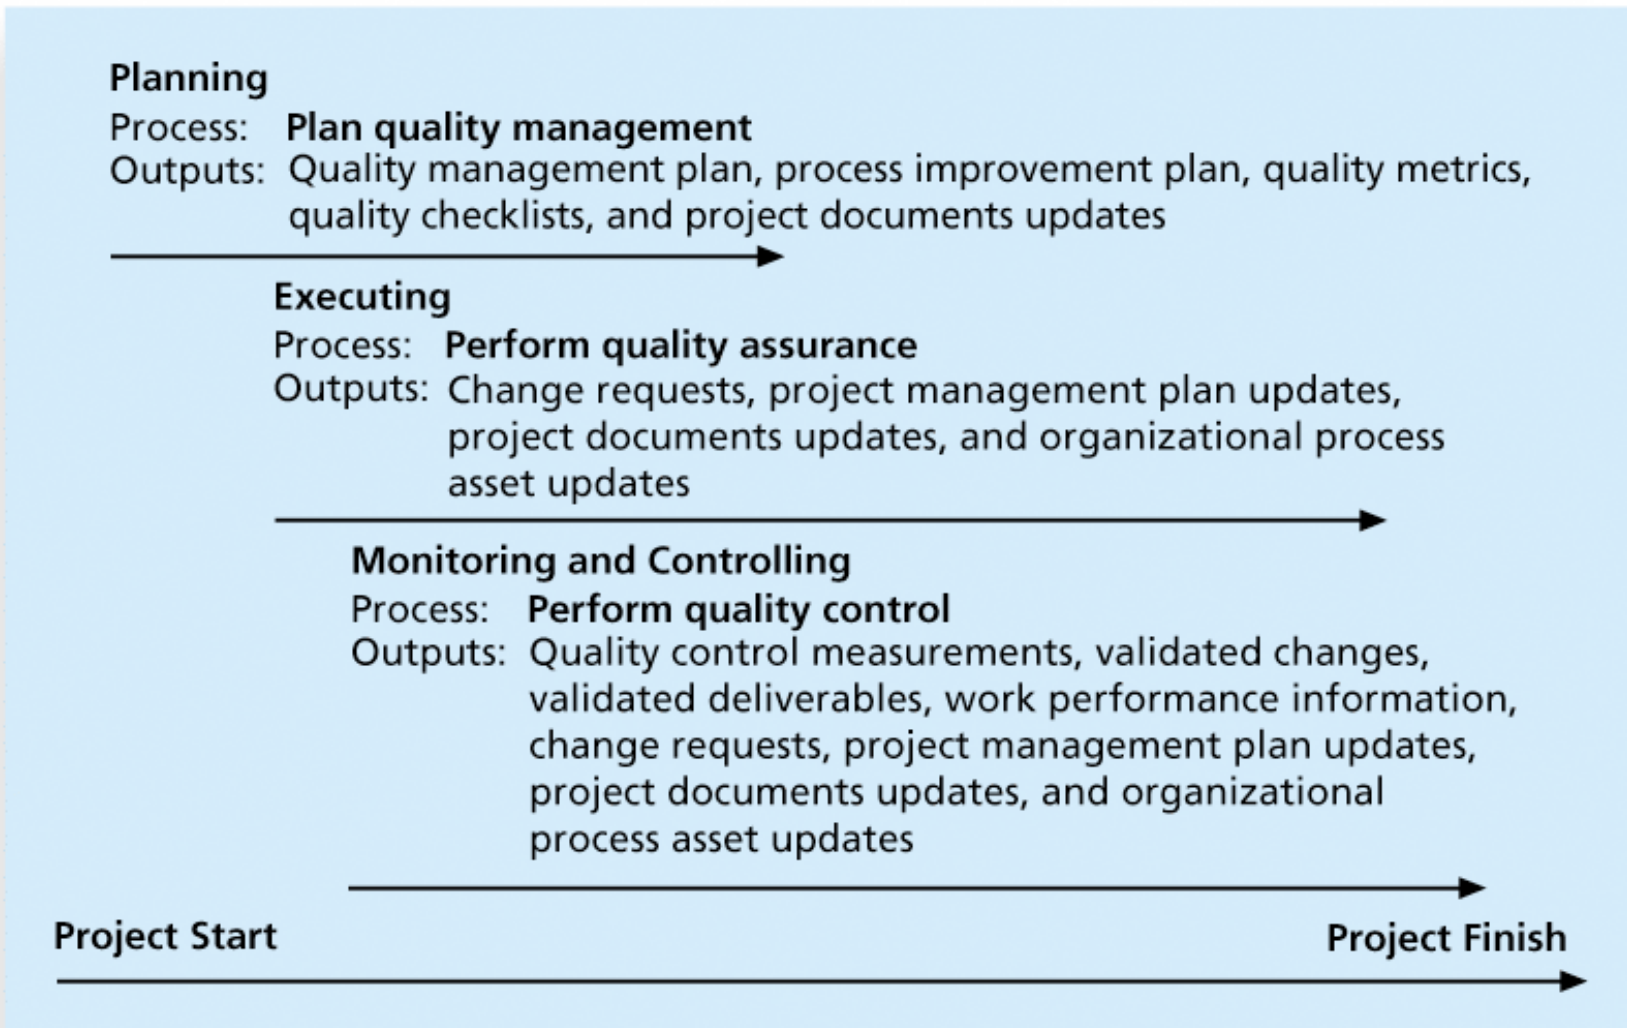 Planning
Process: Plan quality management
Outputs: Quality management plan, process improvement plan, quality metrics,
quality checklists, and project documents updates
Executing
Process: Perform quality assurance
Outputs: Change requests, project management plan updates,
project documents updates, and organizational process
asset updates
Monitoring and Controlling
Process: Perform quality control
Outputs: Quality control measurements, validated changes,
validated deliverables, work performance information,
change requests, project management plan updates,
project documents updates, and organizational
process asset updates
Project Start Project Finish